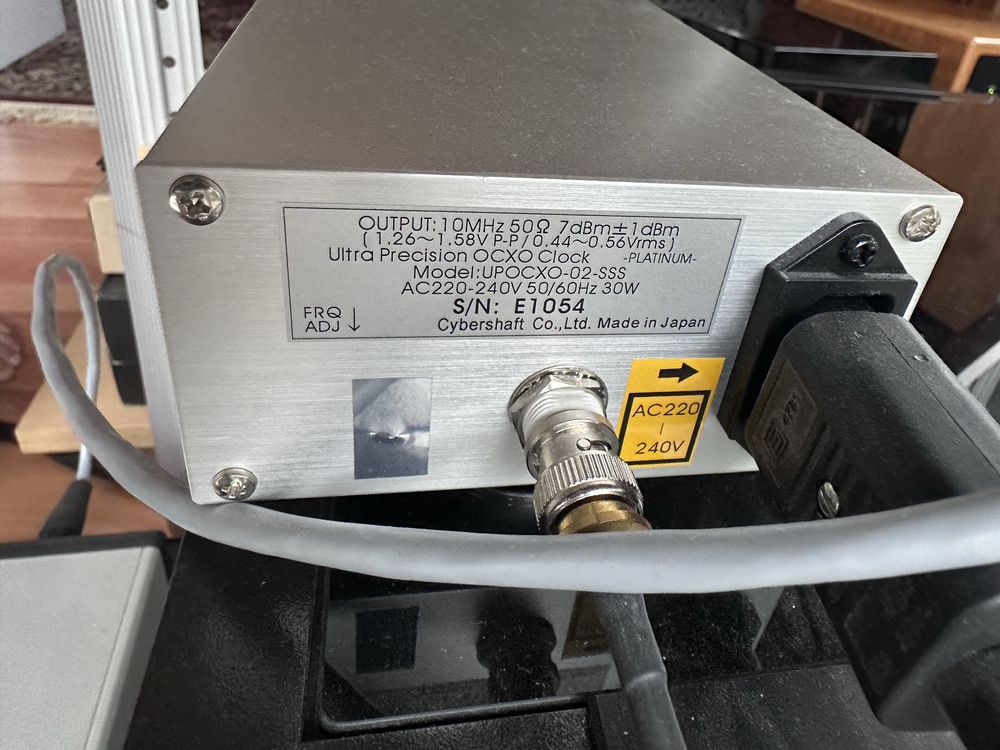 OUTPUT: 10MHz 50Ω 7dBm±1dBm
( 1.26～1.58V P-P / 0.44～0.56Vrms )
Ultra Precision OCXO Clock -PLATINUM-
Model:UPOCXO-02-SSS
AC220-240V 50/60Hz 30W
S/N: E1054
Cybershaft Co.,Ltd. Made in Japan
FRQ
ADJ ↓
→
AC220
|
240V